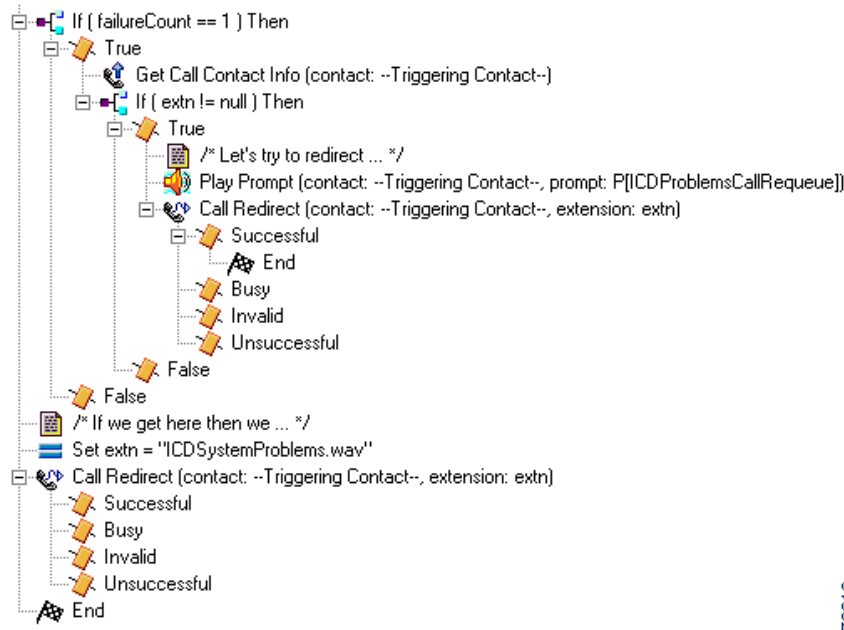 If ( failureCount == 1 ) Then
True
Get Call Contact Info (contact: --Triggering Contact--)
If ( extn != null ) Then
True
/* Let's try to redirect ... */
Play Prompt (contact: --Triggering Contact--, prompt: P[ICDProblemsCallRequeue])
Call Redirect (contact: --Triggering Contact--, extension: extn)
Successful
End
Busy
Invalid
Unsuccessful
False
False
/* If we get here then we ... */
Set extn = "ICDSystemProblems.wav"
Call Redirect (contact: --Triggering Contact--, extension: extn)
Successful
Busy
Invalid
Unsuccessful
End